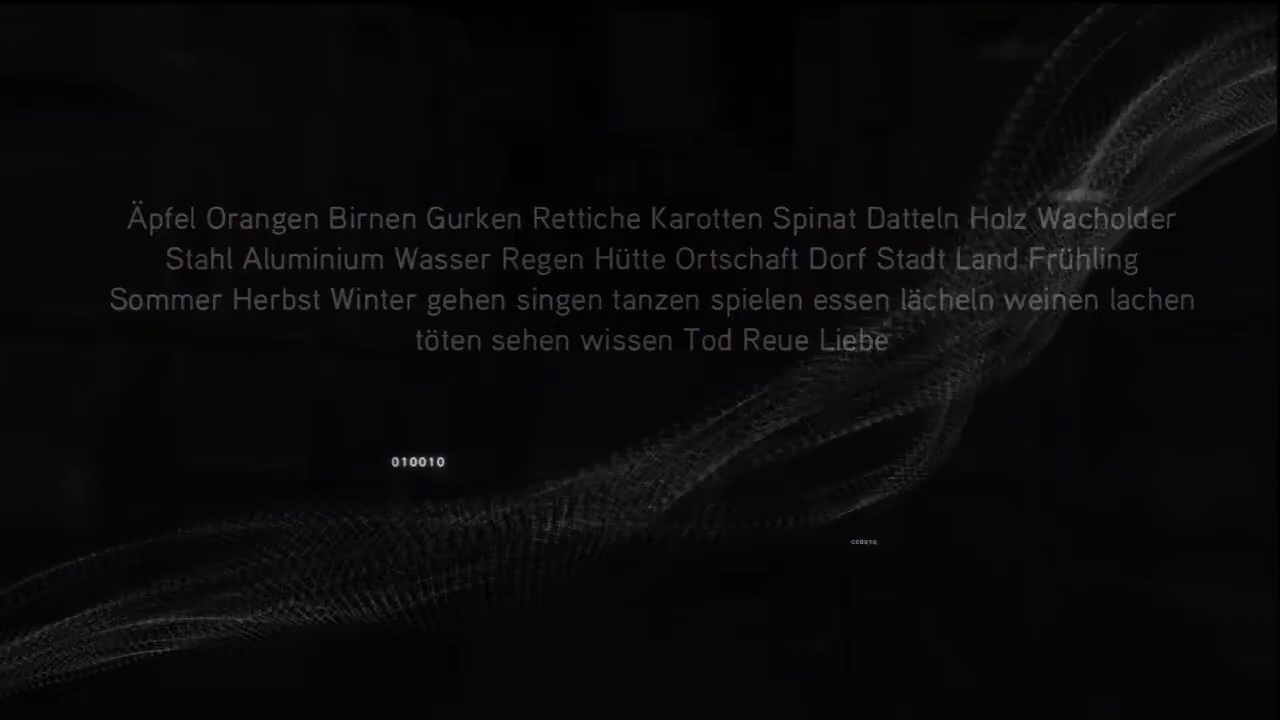 Äpfel Orangen Birnen Gurken Rettiche Karotten Spinat Datteln Holz Wacholder
Stahl Aluminium Wasser Regen Hütte Ortschaft Dorf Stadt Land Frühling
Sommer Herbst Winter gehen singen tanzen spielen essen lächeln weinen lachen
töten sehen wissen Tod Reue Liebe
010010